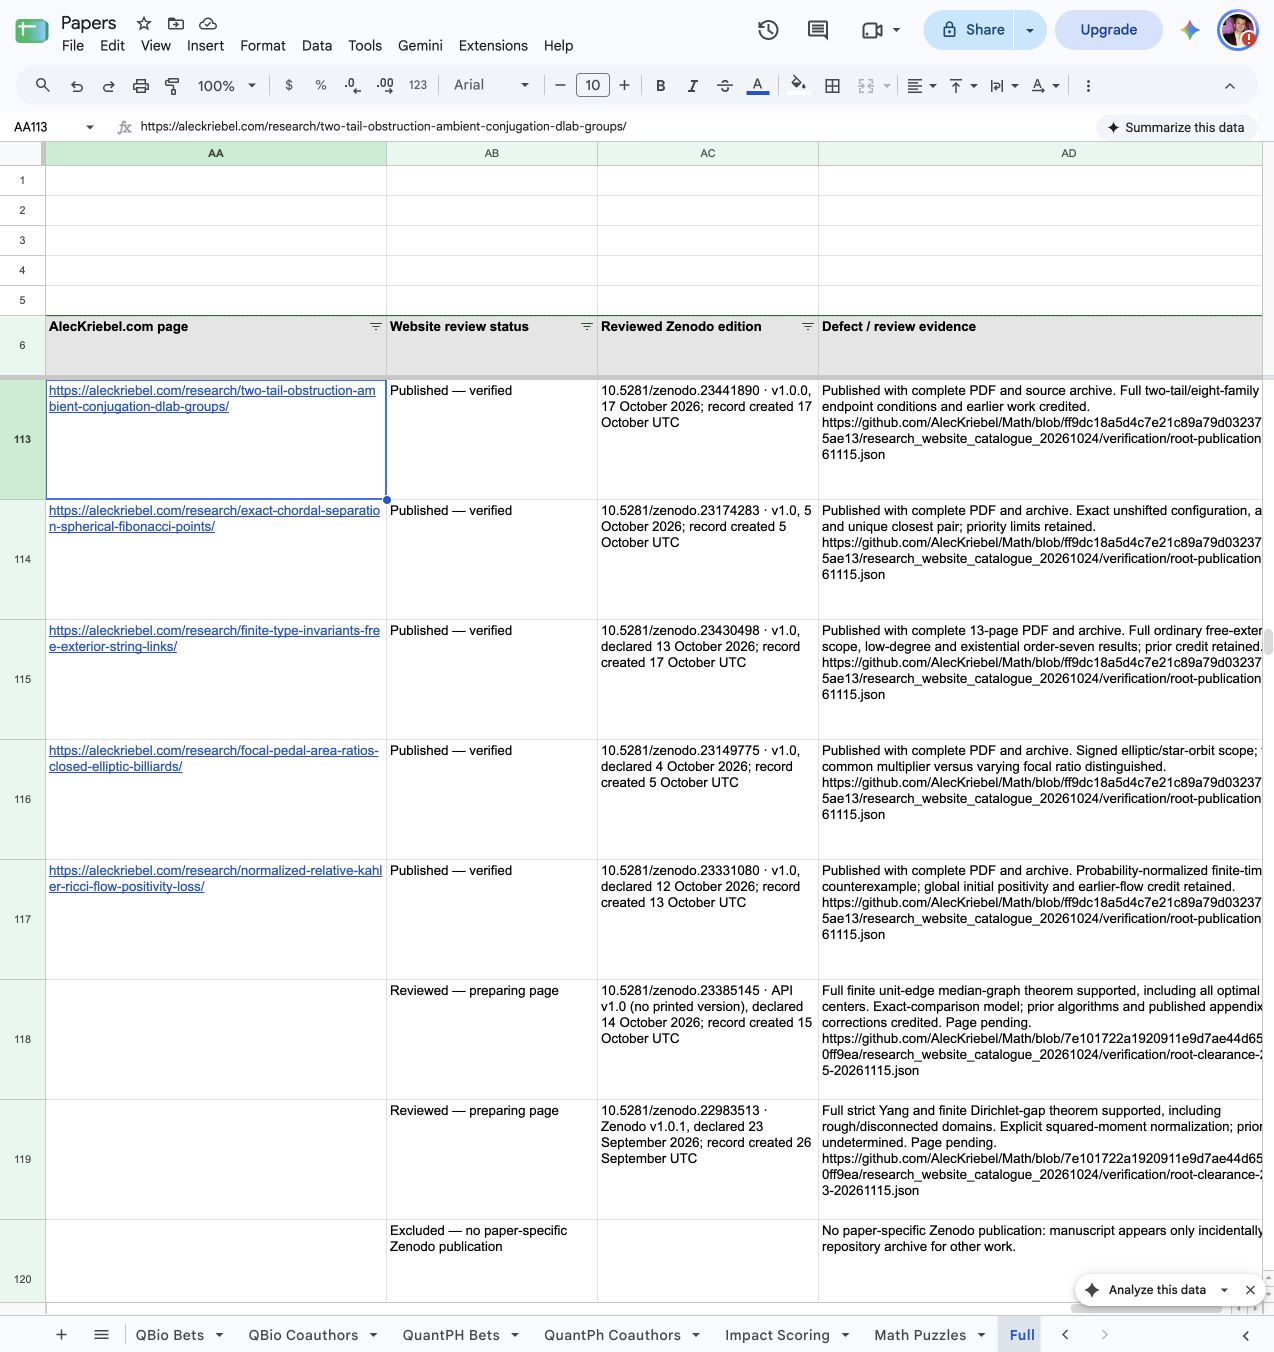 Papers
File Edit View Insert Format Data Tools Gemini Extensions Help
Share
Upgrade
100% $ % .0 .00 123 Arial 10 B I S A
AA113
fx https://aleckriebel.com/research/two-tail-obstruction-ambient-conjugation-dlab-groups/
Summarize this data
AA AB AC AD
1
2
3
4
5
6 AlecKriebel.com page Website review status Reviewed Zenodo edition Defect / review evidence
113
https://aleckriebel.com/research/two-tail-obstruction-am
bient-conjugation-dlab-groups/
Published — verified
10.5281/zenodo.23441890 · v1.0.0,
17 October 2026; record created 17
October UTC
Published with complete PDF and source archive. Full two-tail/eight-family
endpoint conditions and earlier work credited.
https://github.com/AlecKriebel/Math/blob/ff9dc18a5d4c7e21c89a79d03237
5ae13/research_website_catalogue_20261024/verification/root-publication
61115.json
114
https://aleckriebel.com/research/exact-chordal-separatio
n-spherical-fibonacci-points/
Published — verified
10.5281/zenodo.23174283 · v1.0, 5
October 2026; record created 5
October UTC
Published with complete PDF and archive. Exact unshifted configuration, a
and unique closest pair; priority limits retained.
https://github.com/AlecKriebel/Math/blob/ff9dc18a5d4c7e21c89a79d03237
5ae13/research_website_catalogue_20261024/verification/root-publication
61115.json
115
https://aleckriebel.com/research/finite-type-invariants-fre
e-exterior-string-links/
Published — verified
10.5281/zenodo.23430498 · v1.0,
declared 13 October 2026; record
created 17 October UTC
Published with complete 13-page PDF and archive. Full ordinary free-exter
scope, low-degree and existential order-seven results; prior credit retained.
https://github.com/AlecKriebel/Math/blob/ff9dc18a5d4c7e21c89a79d03237
5ae13/research_website_catalogue_20261024/verification/root-publication
61115.json
116
https://aleckriebel.com/research/focal-pedal-area-ratios-
closed-elliptic-billiards/
Published — verified
10.5281/zenodo.23149775 · v1.0,
declared 4 October 2026; record
created 5 October UTC
Published with complete PDF and archive. Signed elliptic/star-orbit scope;
common multiplier versus varying focal ratio distinguished.
https://github.com/AlecKriebel/Math/blob/ff9dc18a5d4c7e21c89a79d03237
5ae13/research_website_catalogue_20261024/verification/root-publication
61115.json
117
https://aleckriebel.com/research/normalized-relative-kahl
er-ricci-flow-positivity-loss/
Published — verified
10.5281/zenodo.23331080 · v1.0,
declared 12 October 2026; record
created 13 October UTC
Published with complete PDF and archive. Probability-normalized finite-tim
counterexample; global initial positivity and earlier-flow credit retained.
https://github.com/AlecKriebel/Math/blob/ff9dc18a5d4c7e21c89a79d03237
5ae13/research_website_catalogue_20261024/verification/root-publication
61115.json
118
Reviewed — preparing page
10.5281/zenodo.23385145 · API
v1.0 (no printed version), declared
14 October 2026; record created 15
October UTC
Full finite unit-edge median-graph theorem supported, including all optimal
centers. Exact-comparison model; prior algorithms and published appendix
corrections credited. Page pending.
https://github.com/AlecKriebel/Math/blob/7e101722a1920911e9d7ae44d65
0ff9ea/research_website_catalogue_20261024/verification/root-clearance-2
5-20261115.json
119
Reviewed — preparing page
10.5281/zenodo.22983513 ·
Zenodo v1.0.1, declared 23
September 2026; record created 26
September UTC
Full strict Yang and finite Dirichlet-gap theorem supported, including
rough/disconnected domains. Explicit squared-moment normalization; prior
undetermined. Page pending.
https://github.com/AlecKriebel/Math/blob/7e101722a1920911e9d7ae44d65
0ff9ea/research_website_catalogue_20261024/verification/root-clearance-2
3-20261115.json
120
Excluded — no paper-specific
Zenodo publication
No paper-specific Zenodo publication: manuscript appears only incidentally
repository archive for other work.
Analyze this data
QBio Bets QBio Coauthors QuantPH Bets QuantPh Coauthors Impact Scoring Math Puzzles Full